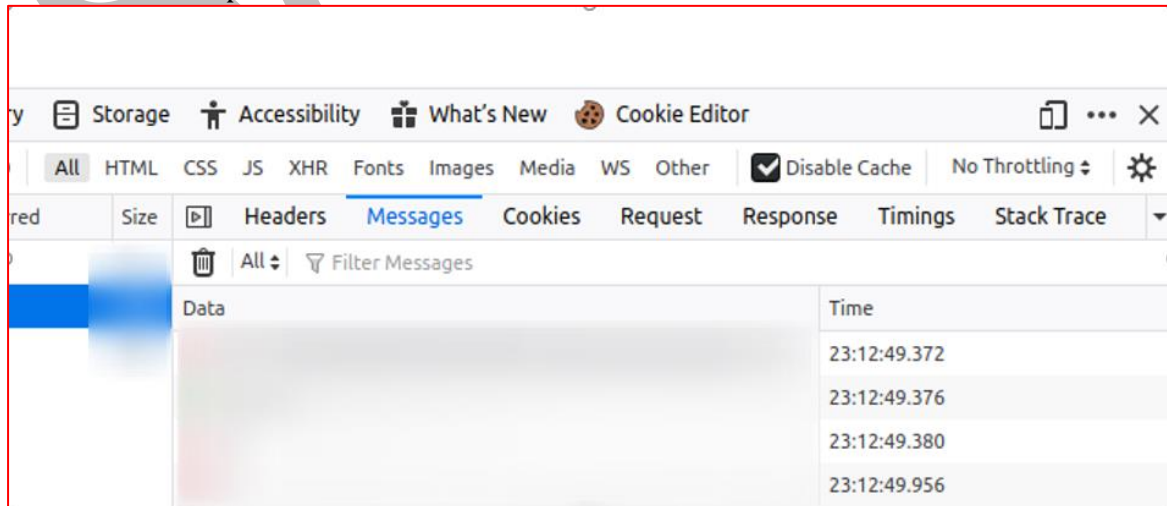 Storage Accessibility What's New Cookie Editor
All HTML CSS JS XHR Fonts Images Media WS Other Disable Cache No Throttling
Size Headers Messages Cookies Request Response Timings Stack Trace
All Filter Messages
Data Time
23:12:49.372
23:12:49.376
23:12:49.380
23:12:49.956